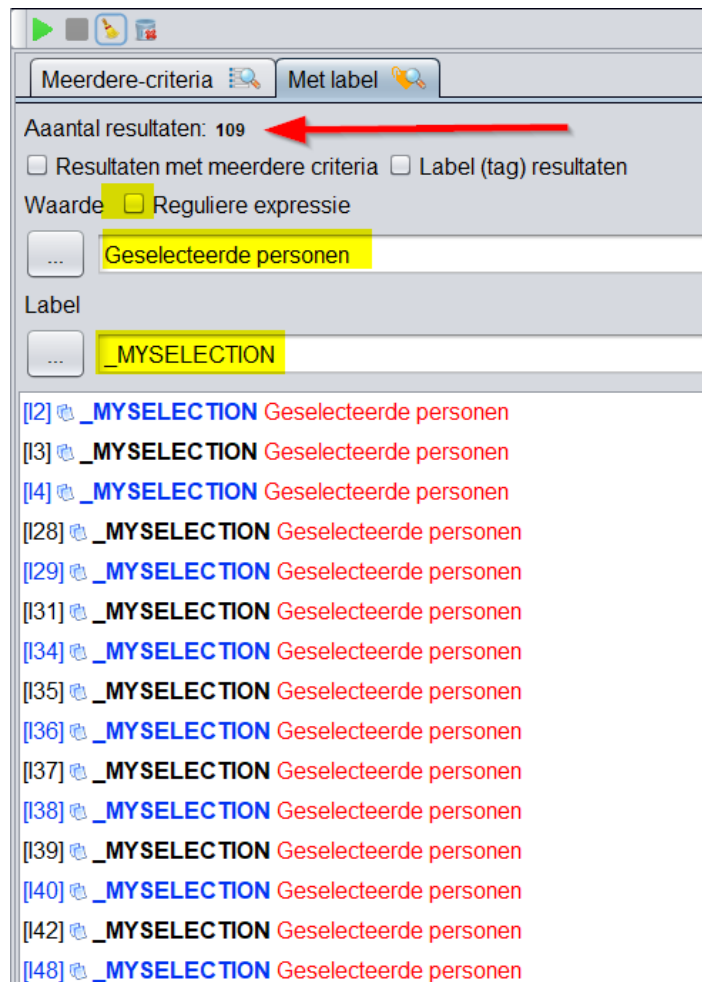 Meerdere-criteria Met label
Aaantal resultaten: 109
Resultaten met meerdere criteria Label (tag) resultaten
Waarde Reguliere expressie
... Geselecteerde personen
Label
... _MYSELECTION
[I2] _MYSELECTION Geselecteerde personen
[I3] _MYSELECTION Geselecteerde personen
[I4] _MYSELECTION Geselecteerde personen
[I28] _MYSELECTION Geselecteerde personen
[I29] _MYSELECTION Geselecteerde personen
[I31] _MYSELECTION Geselecteerde personen
[I34] _MYSELECTION Geselecteerde personen
[I35] _MYSELECTION Geselecteerde personen
[I36] _MYSELECTION Geselecteerde personen
[I37] _MYSELECTION Geselecteerde personen
[I38] _MYSELECTION Geselecteerde personen
[I39] _MYSELECTION Geselecteerde personen
[I40] _MYSELECTION Geselecteerde personen
[I42] _MYSELECTION Geselecteerde personen
[I48] _MYSELECTION Geselecteerde personen